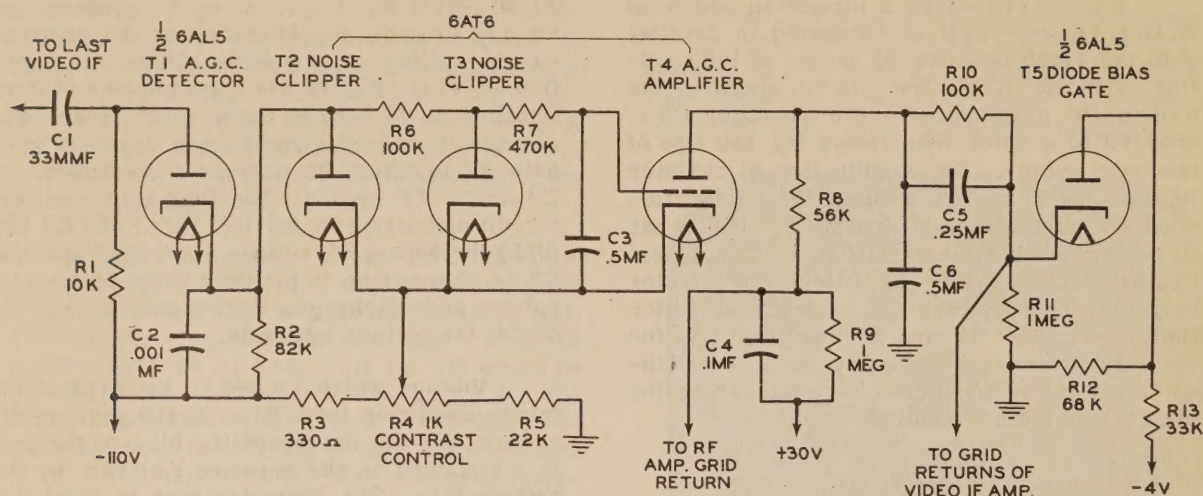 6AT6
½ 6AL5
T1 A.G.C.
DETECTOR
T2 NOISE
CLIPPER
T3 NOISE
CLIPPER
T4 A.G.C.
AMPLIFIER
½ 6AL5
T5 DIODE BIAS
GATE
TO LAST
VIDEO IF
C1
33MMF
R1
10K
C2
.001
MF
R2
82K
R6
100K
R7
470K
C3
.5MF
R8
56K
R10
100K
C5
.25MF
C6
.5MF
R11
1MEG
R12
68K
R13
33K
C4
.1MF
R9
1
MEG
R3
330Ω
R4 1K
CONTRAST
CONTROL
R5
22K
-110V
TO RF
AMP. GRID
RETURN
+30V
TO GRID
RETURNS OF
VIDEO IF AMP.
-4V